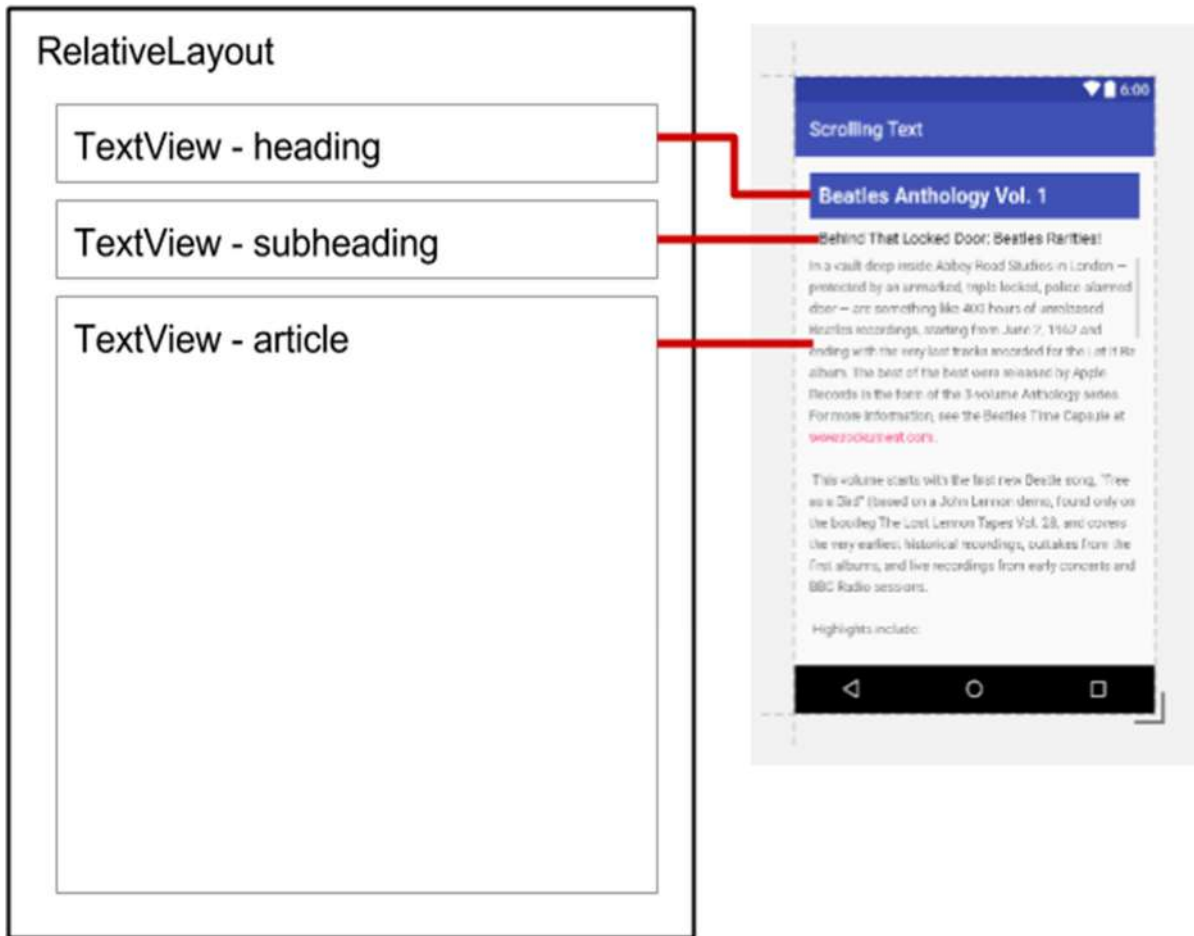 RelativeLayout
TextView - heading
TextView - subheading
TextView - article
6:00
Scrolling Text
Beatles Anthology Vol. 1
Behind That Locked Door: Beatles Rarities!
In a vault deep inside Abbey Road Studios in London —
protected by an unmarked, triple locked, police alarmed
door — are something like 400 hours of unreleased
Beatles recordings, starting from June 2, 1962 and
ending with the very last tracks recorded for the Let It Be
album. The best of the best were released by Apple
Records in the form of the 3-volume Anthology series.
For more information, see the Beatles Time Capsule at
www.rockument.com.
This volume starts with the first new Beatle song, "Free
as a Bird" (based on a John Lennon demo, found only on
the bootleg The Lost Lennon Tapes Vol. 28, and covers
the very earliest historical recordings, outtakes from the
first albums, and live recordings from early concerts and
BBC Radio sessions.
Highlights include: